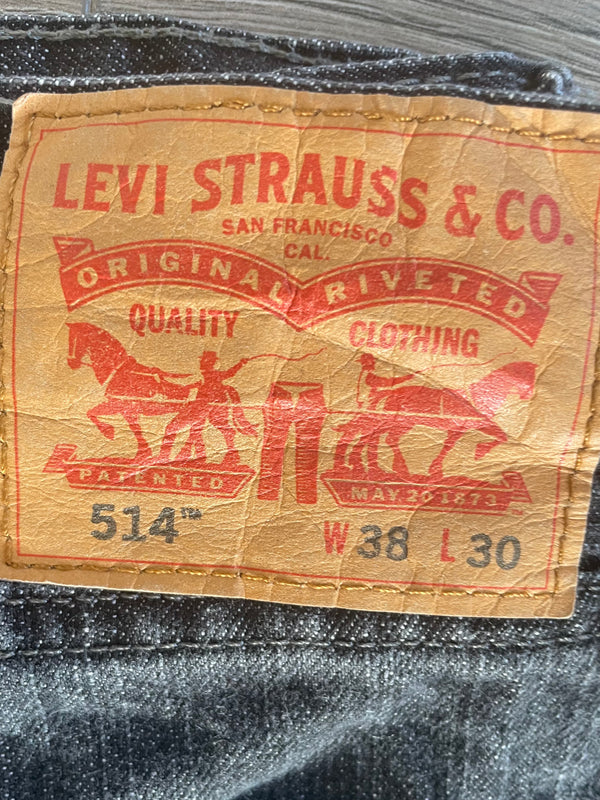 LEVI STRAUSS & CO.
SAN FRANCISCO
CAL.
ORIGINAL RIVETED
QUALITY CLOTHING
PATENTED MAY 20 1873
514™ W 38 L 30